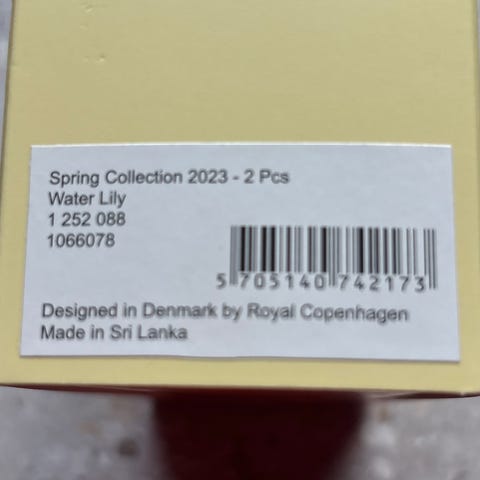 Spring Collection 2023 - 2 Pcs
Water Lily
1 252 088
1066078
5 705140 742173
Designed in Denmark by Royal Copenhagen
Made in Sri Lanka